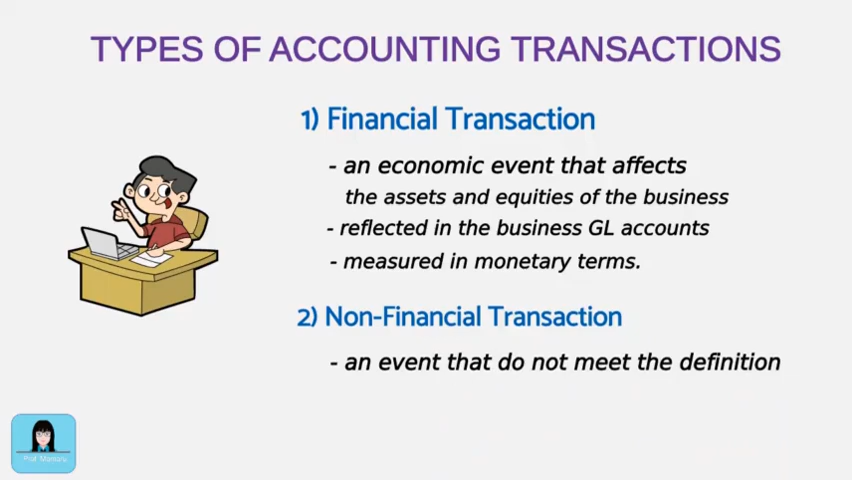 TYPES OF ACCOUNTING TRANSACTIONS
1) Financial Transaction
- an economic event that affects
the assets and equities of the business
- reflected in the business GL accounts
- measured in monetary terms.
2) Non-Financial Transaction
- an event that do not meet the definition
Prof